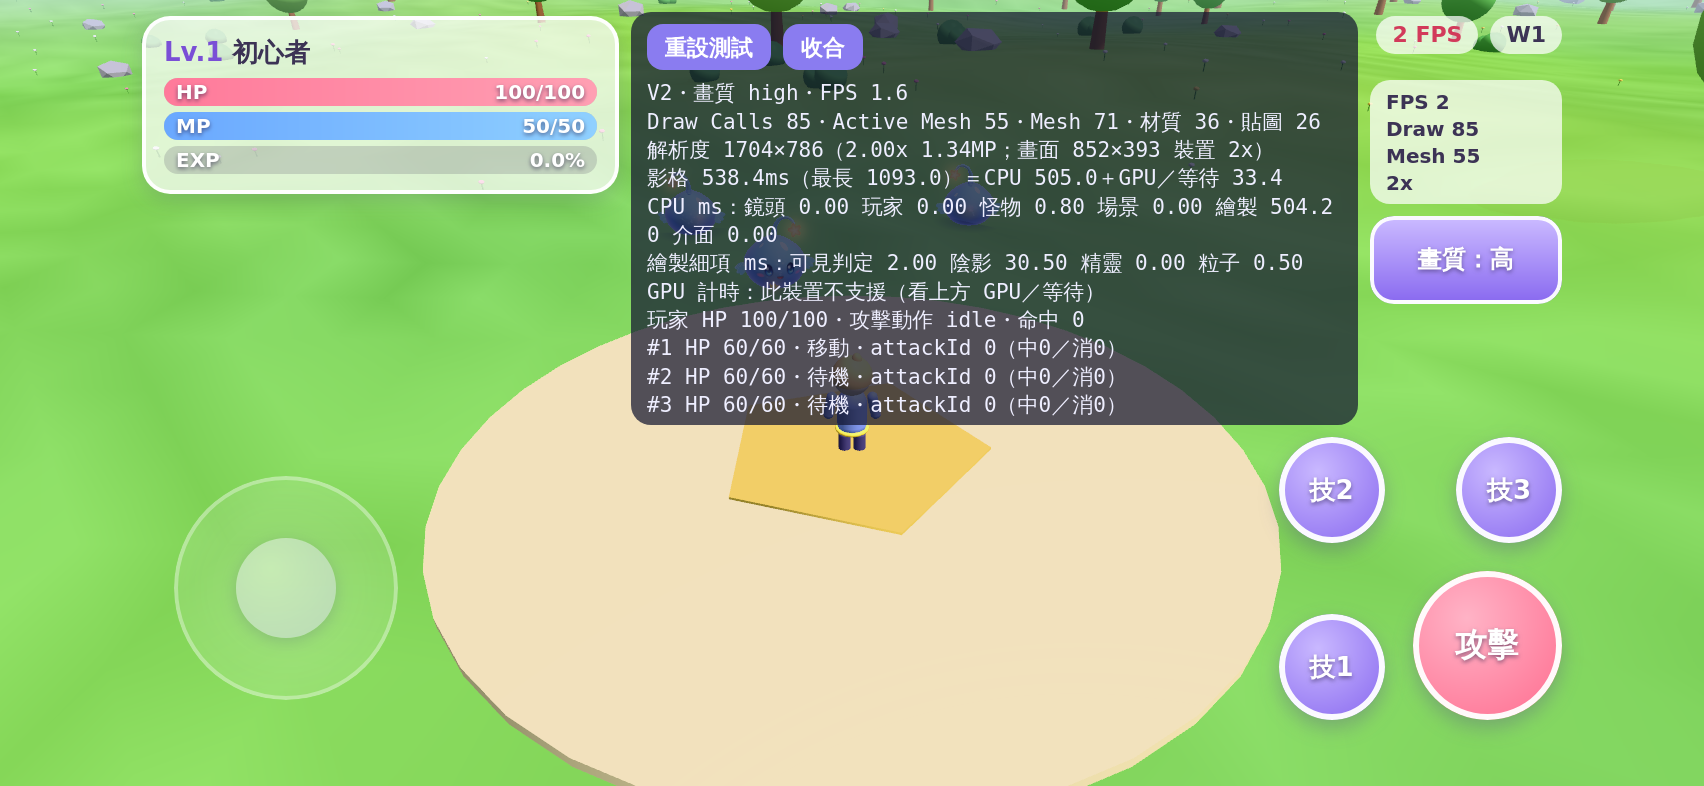 Lv.1 初心者
HP 100/100
MP 50/50
EXP 0.0%
重設測試 收合
V2・畫質 high・FPS 1.6
Draw Calls 85・Active Mesh 55・Mesh 71・材質 36・貼圖 26
解析度 1704×786（2.00x 1.34MP；畫面 852×393 裝置 2x）
影格 538.4ms（最長 1093.0）＝CPU 505.0＋GPU／等待 33.4
CPU ms：鏡頭 0.00 玩家 0.00 怪物 0.80 場景 0.00 繪製 504.2
0 介面 0.00
繪製細項 ms：可見判定 2.00 陰影 30.50 精靈 0.00 粒子 0.50
GPU 計時：此裝置不支援（看上方 GPU／等待）
玩家 HP 100/100・攻擊動作 idle・命中 0
#1 HP 60/60・移動・attackId 0（中0／消0）
#2 HP 60/60・待機・attackId 0（中0／消0）
#3 HP 60/60・待機・attackId 0（中0／消0）
2 FPS W1
FPS 2
Draw 85
Mesh 55
2x
畫質：高
技2 技3
技1 攻擊